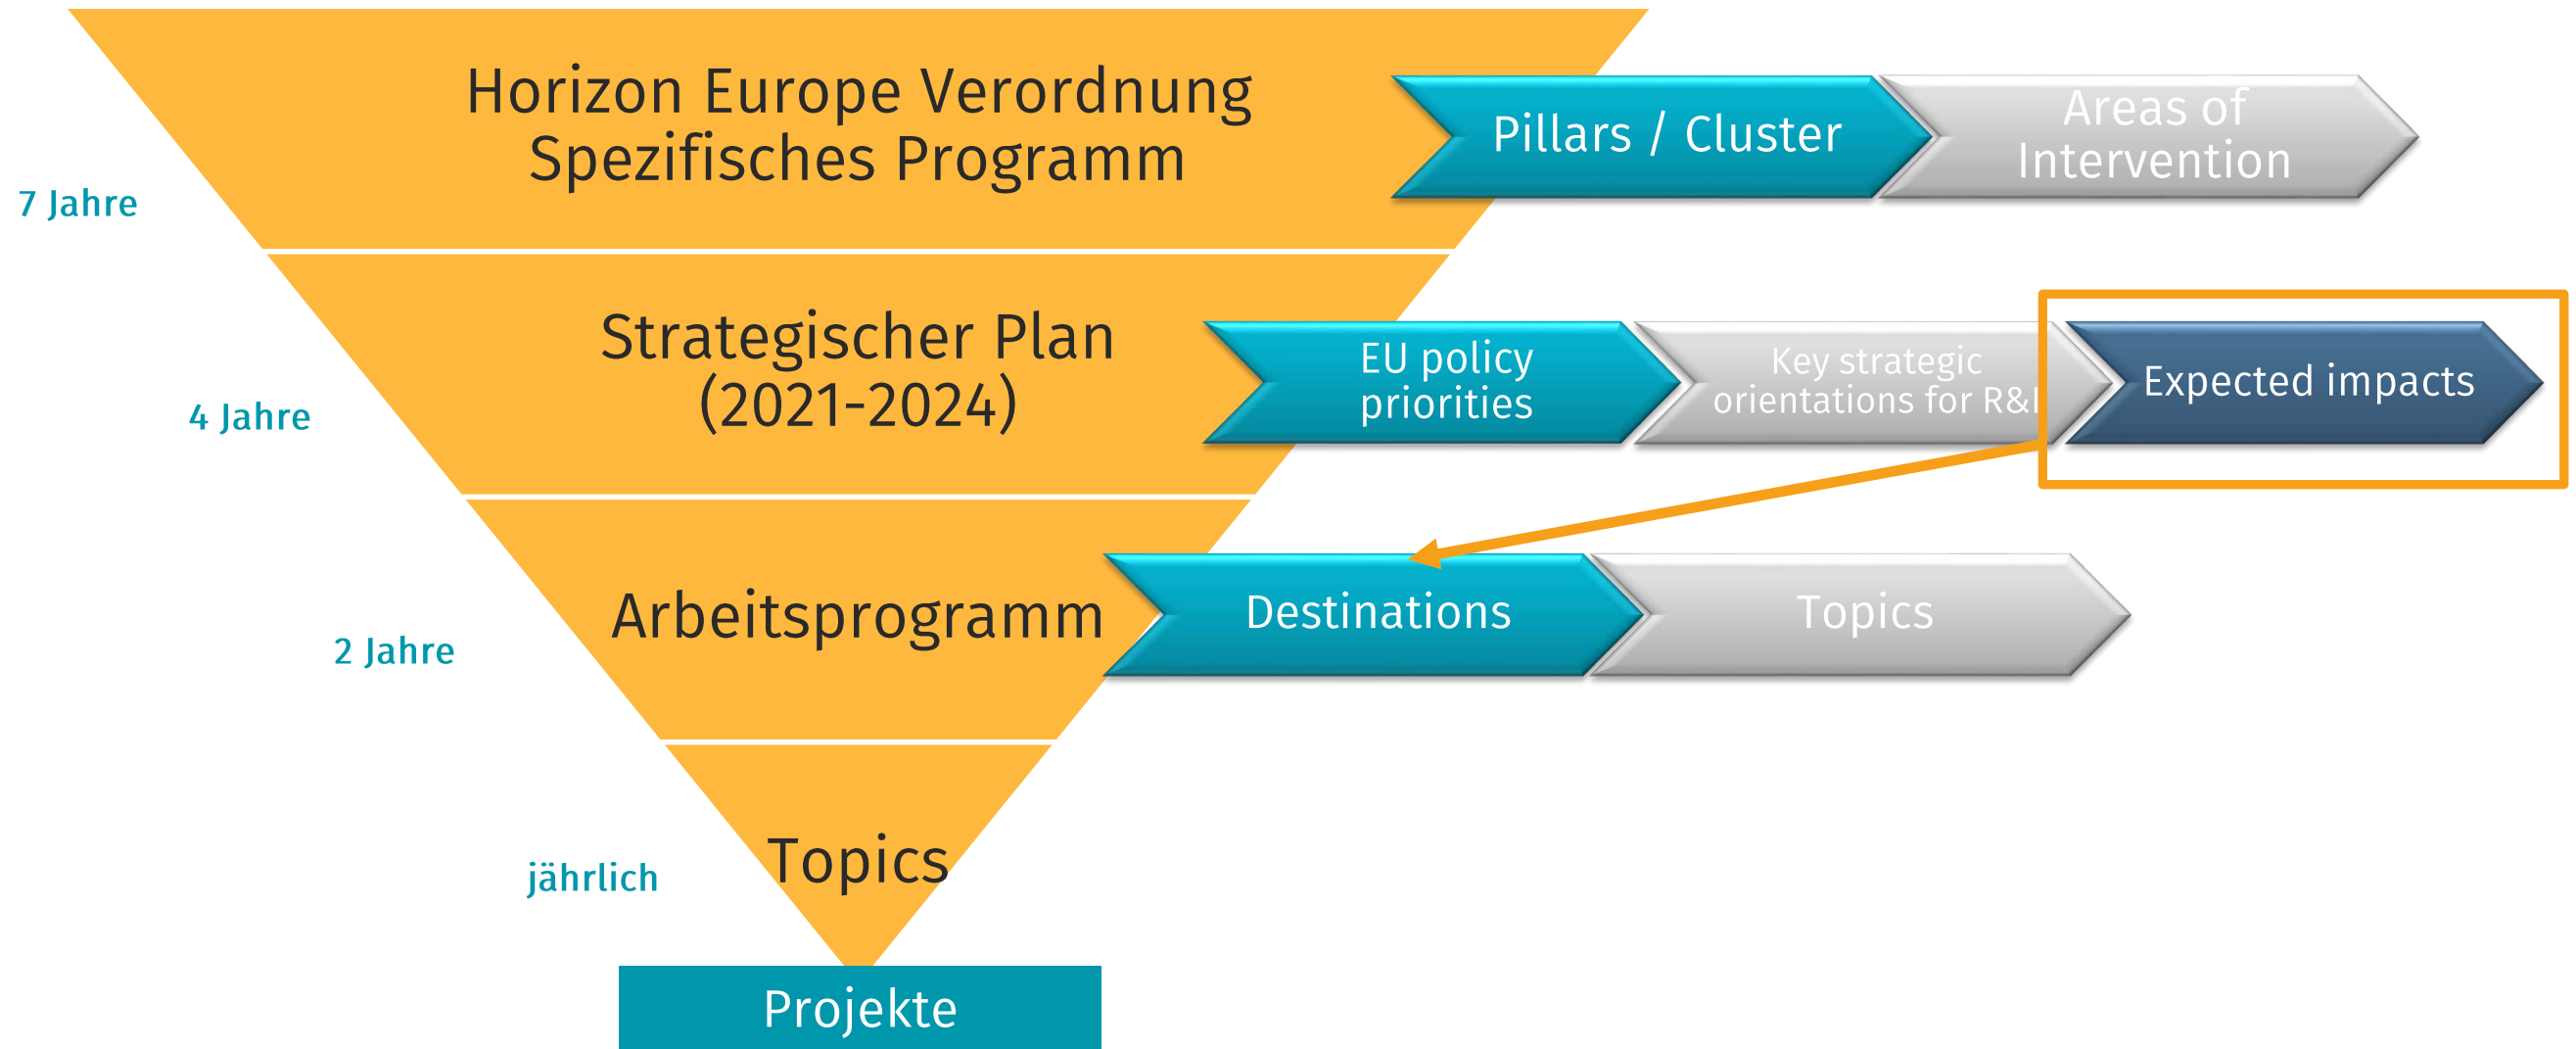 Horizon Europe Verordnung
Spezifisches Programm
Pillars / Cluster
Areas of
Intervention
7 Jahre
Strategischer Plan
(2021-2024)
EU policy
priorities
Key strategic
orientations for R&I
Expected impacts
4 Jahre
Arbeitsprogramm
Destinations
Topics
2 Jahre
Topics
jährlich
Projekte